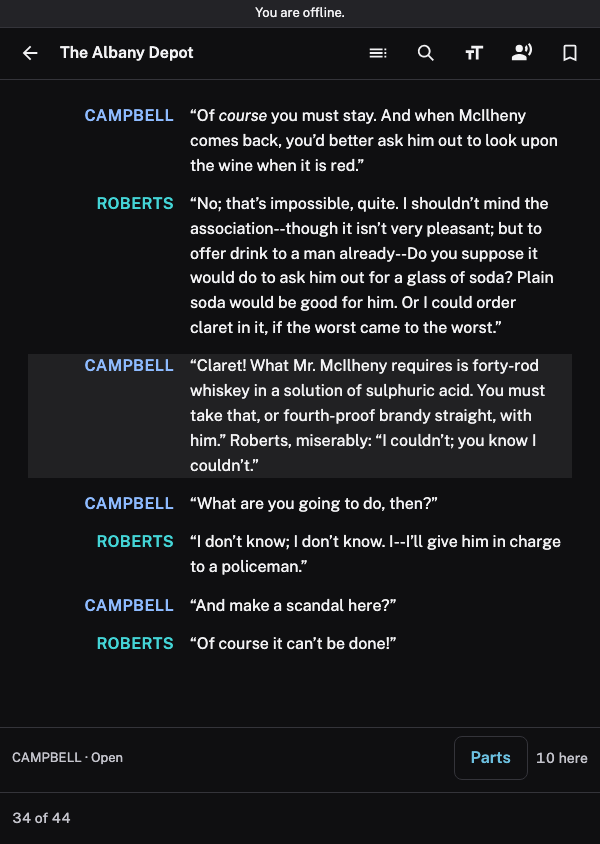 You are offline.
The Albany Depot
CAMPBELL “Of course you must stay. And when McIlheny
comes back, you’d better ask him out to look upon
the wine when it is red.”
ROBERTS “No; that’s impossible, quite. I shouldn’t mind the
association--though it isn’t very pleasant; but to
offer drink to a man already--Do you suppose it
would do to ask him out for a glass of soda? Plain
soda would be good for him. Or I could order
claret in it, if the worst came to the worst.”
CAMPBELL “Claret! What Mr. McIlheny requires is forty-rod
whiskey in a solution of sulphuric acid. You must
take that, or fourth-proof brandy straight, with
him.” Roberts, miserably: “I couldn’t; you know I
couldn’t.”
CAMPBELL “What are you going to do, then?”
ROBERTS “I don’t know; I don’t know. I--I’ll give him in charge
to a policeman.”
CAMPBELL “And make a scandal here?”
ROBERTS “Of course it can’t be done!”
CAMPBELL · Open Parts 10 here
34 of 44